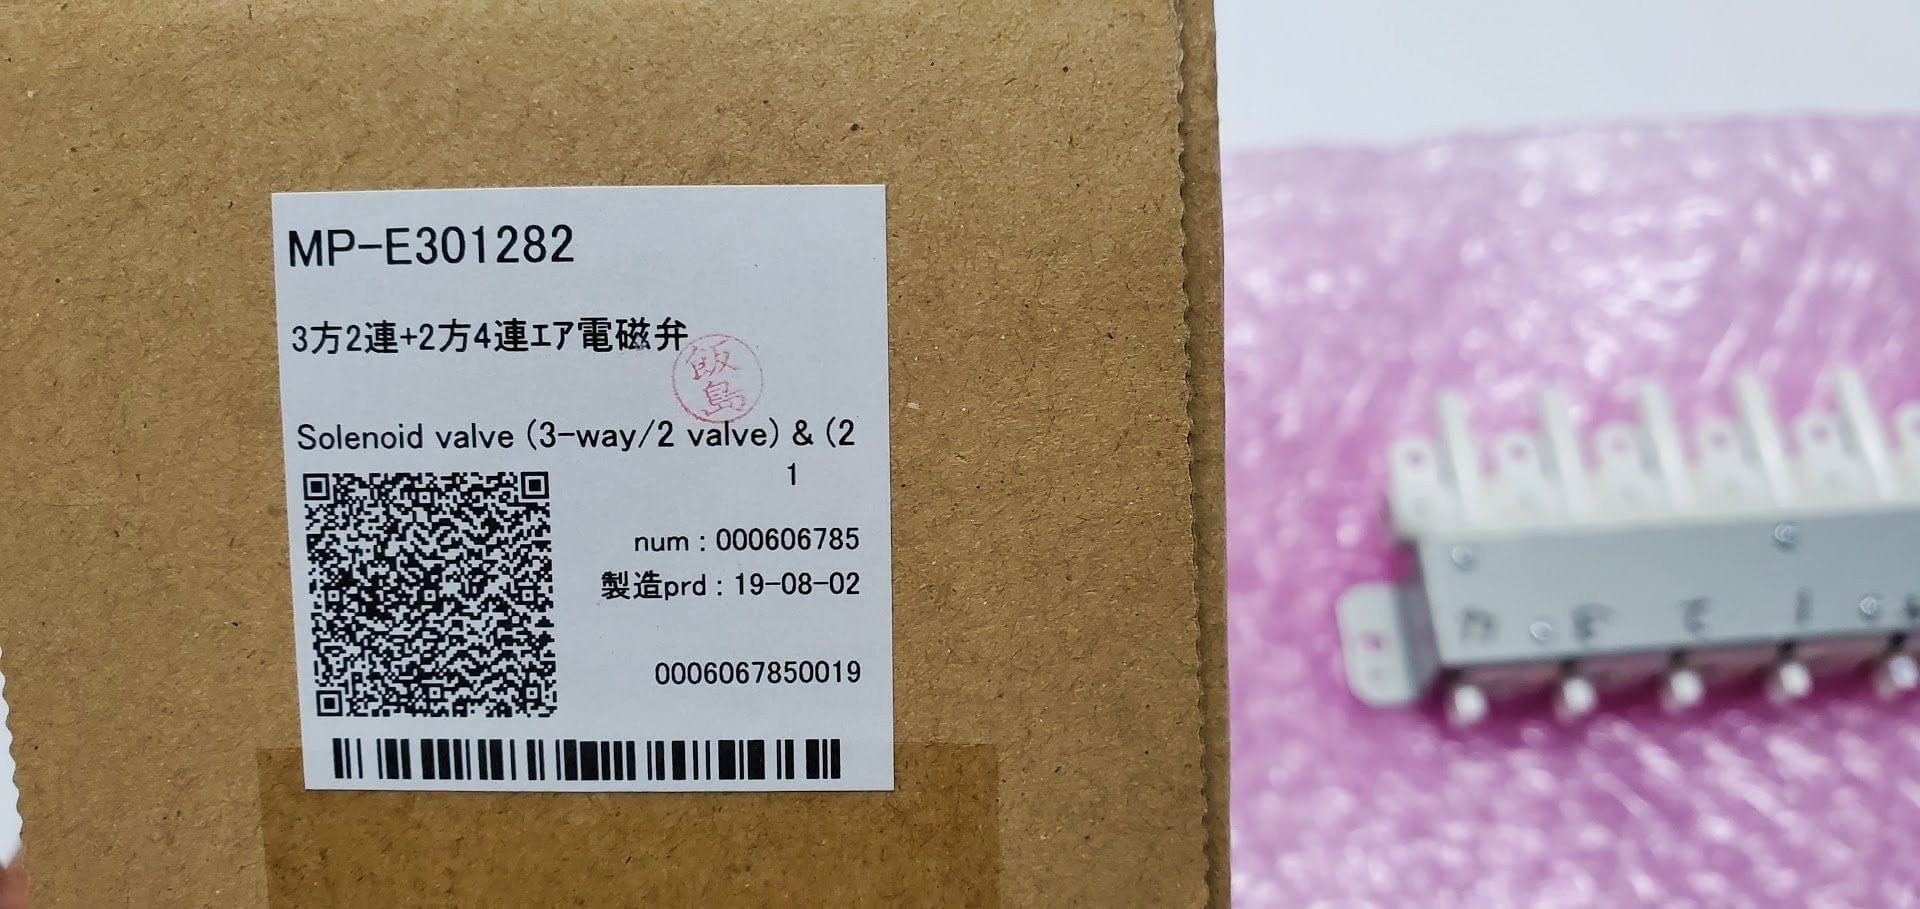 MP-E301282
3方2連+2方4連ｴｱ電磁弁
飯島
Solenoid valve (3-way/2 valve) & (2
1
num : 000606785
製造prd : 19-08-02
0006067850019